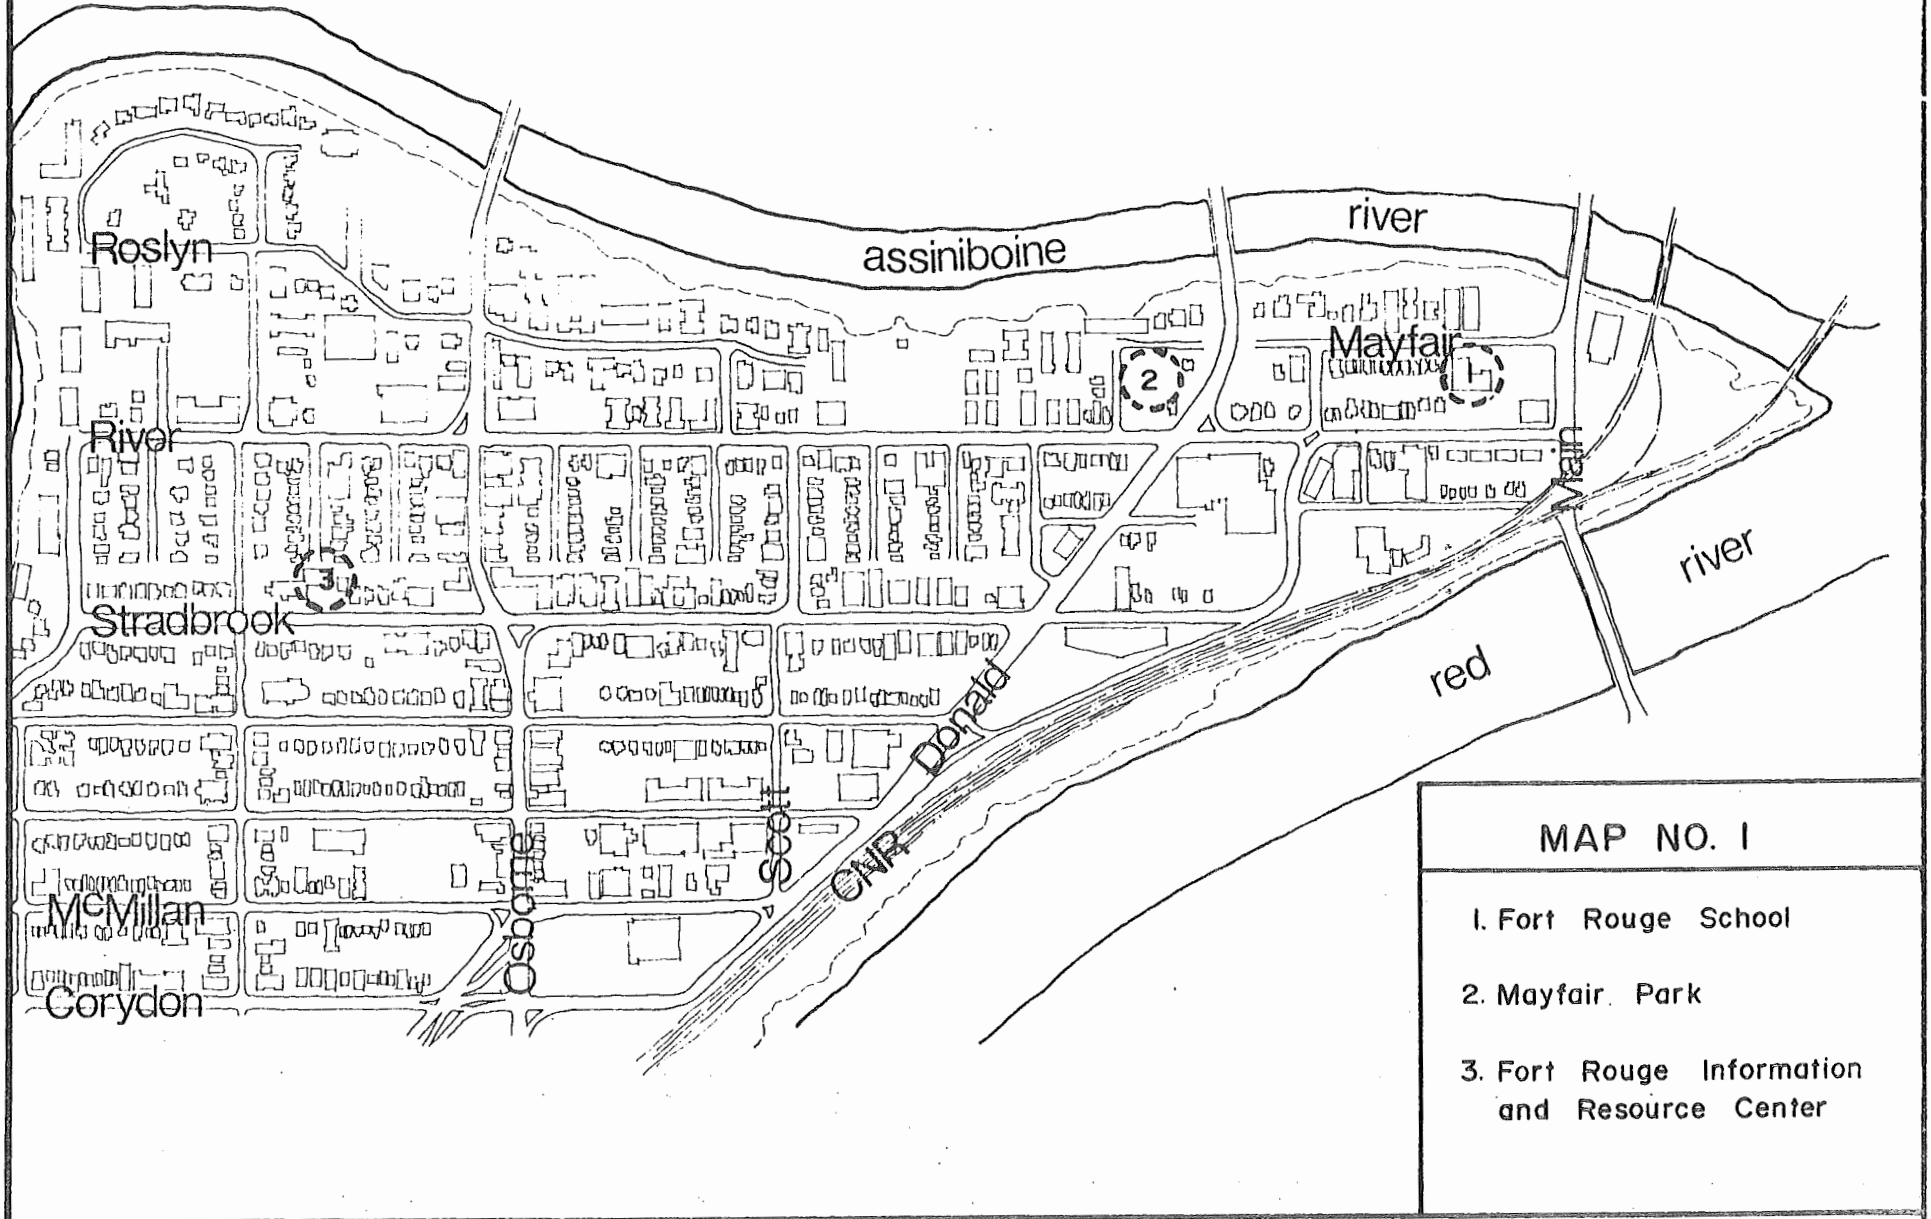 assiniboine river
Roslyn
Mayfair
1
2
River
Main
river
3
Stradbrook
red
Donald
Scott
CNR
Osborne
McMillan
Corydon
MAP NO. 1
1. Fort Rouge School
2. Mayfair Park
3. Fort Rouge Information
and Resource Center